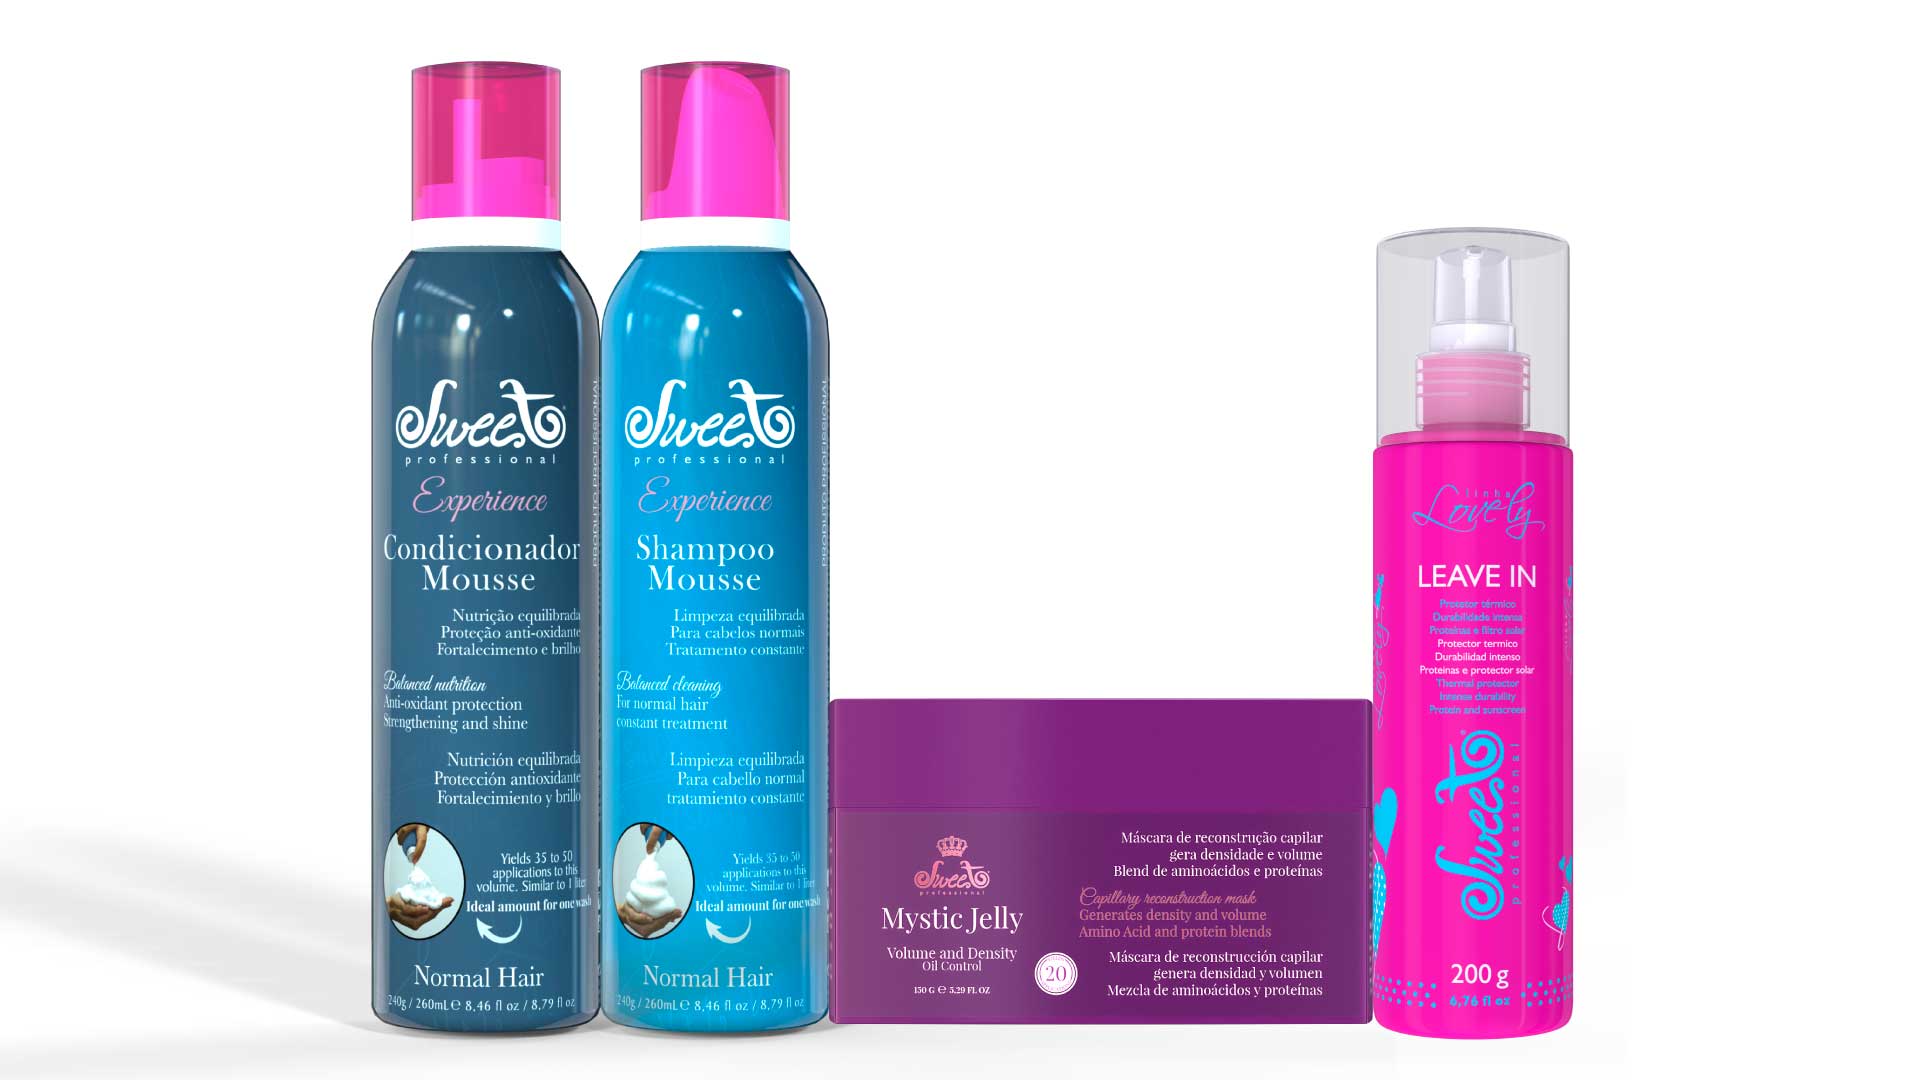 Sweet
professional
Experience
Condicionador
Mousse
Nutrição equilibrada
Proteção anti-oxidante
Fortalecimento e brilho
Balanced nutrition
Anti-oxidant protection
Strengthening and shine
Nutrición equilibrada
Protección antioxidante
Fortalecimiento y brillo
Yields 35 to 50
applications to this
volume. Similar to 1 liter
Ideal amount for one wash
Normal Hair
240g / 260mL e 8,46 fl oz / 8,79 fl oz
PRODUTO PROFISSIONAL
Sweet
professional
Experience
Shampoo
Mousse
Limpeza equilibrada
Para cabelos normais
Tratamento constante
Balanced cleaning
For normal hair
constant treatment
Limpieza equilibrada
Para cabello normal
tratamiento constante
Yields 35 to 50
applications to this
volume. Similar to 1 liter
Ideal amount for one wash
Normal Hair
240g / 260mL e 8,46 fl oz / 8,79 fl oz
PRODUTO PROFISSIONAL
Sweet
professional
Mystic Jelly
Volume and Density
Oil Control
150 G e 5.29 FL OZ
20
Máscara de reconstrução capilar
gera densidade e volume
Blend de aminoácidos e proteínas
Capillary reconstruction mask
Generates density and volume
Amino Acid and protein blends
Máscara de reconstrucción capilar
genera densidad y volumen
Mezcla de aminoácidos y proteínas
linha
Lovely
LEAVE IN
Protetor térmico
Durabilidade intensa
Proteínas e filtro solar
Protector termico
Durabilidad intenso
Proteinas e protector solar
Thermal protector
Intense durability
Protein and sunscreen
Sweet
professional
200 g
6,76 fl oz
Lovely